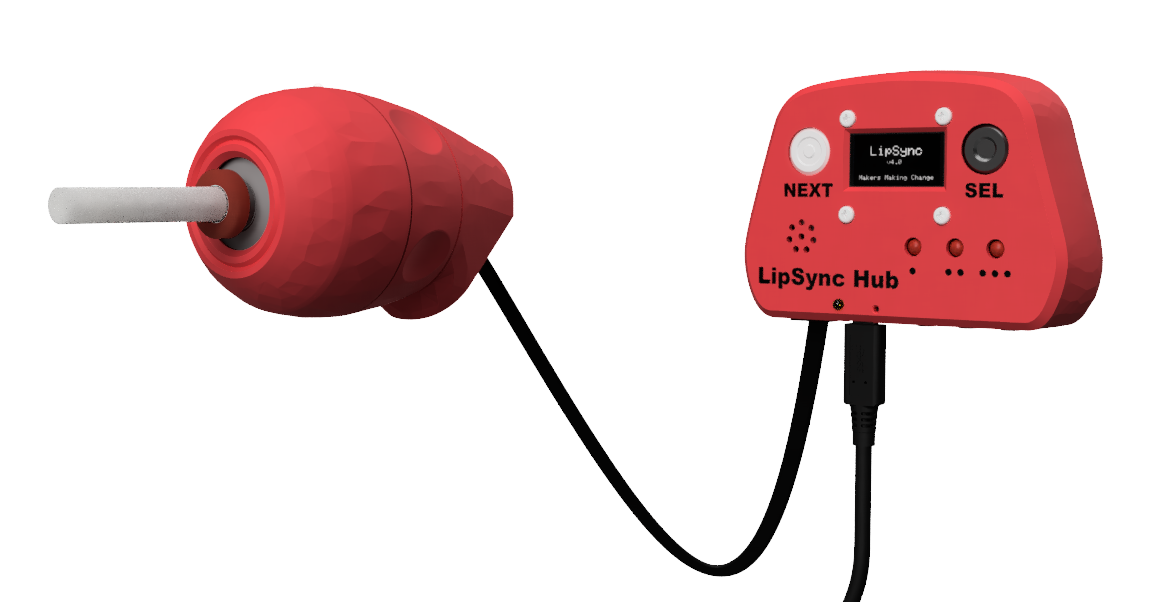 LipSync
v4.0
Makers Making Change
NEXT
SEL
LipSync Hub